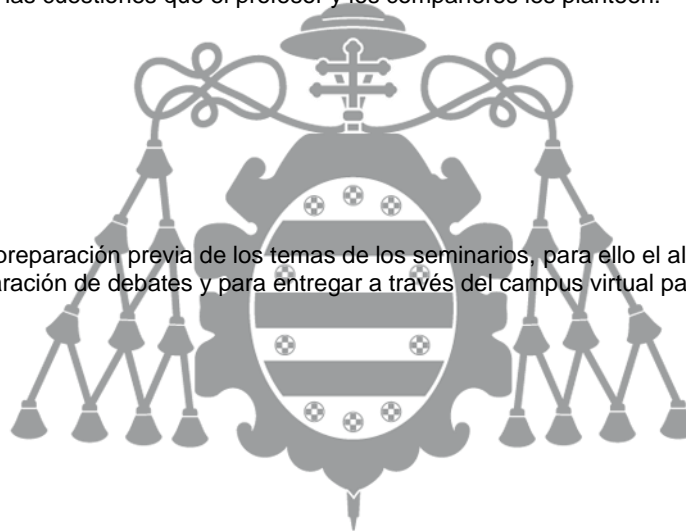 las cuestiones que el profesor y los compañeros les planteen.
preparación previa de los temas de los seminarios, para ello el al
aración de debates y para entregar a través del campus virtual pa